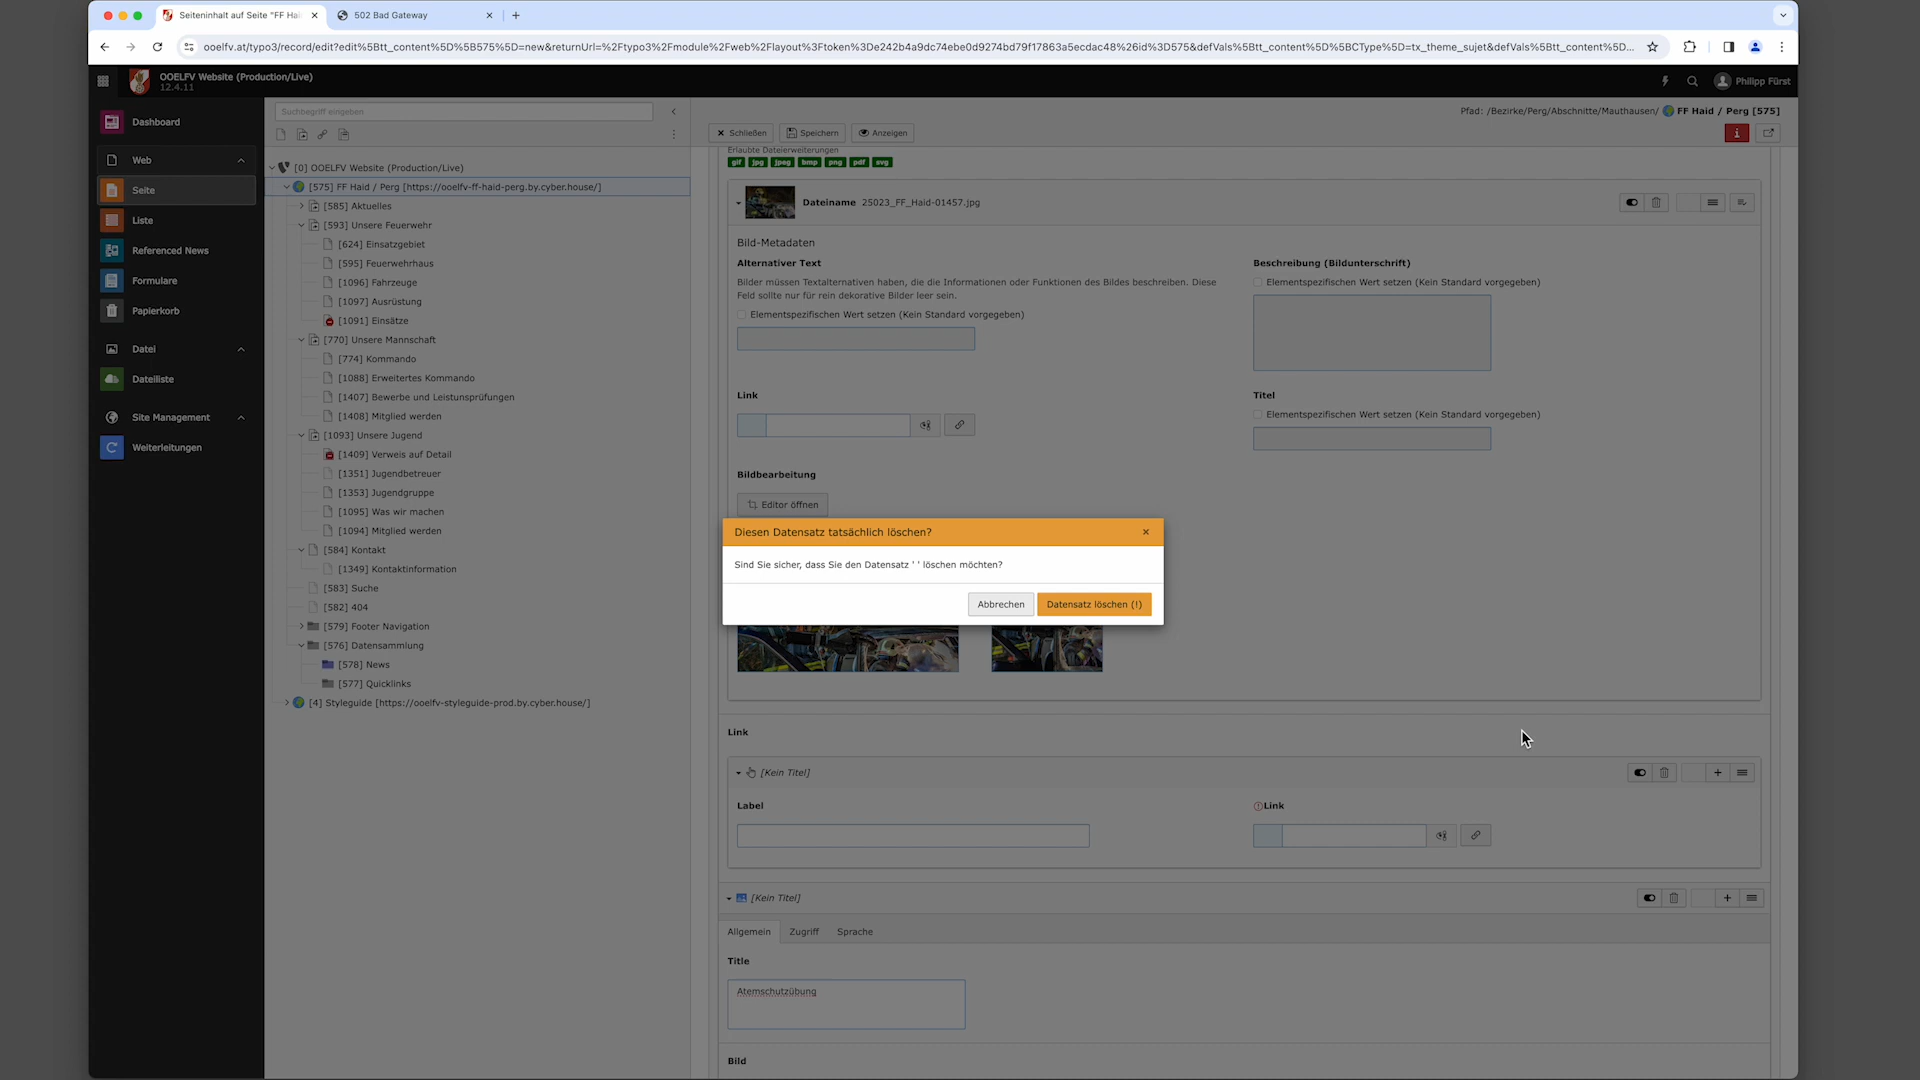 Seiteninhalt auf Seite "FF Hai
502 Bad Gateway
ooelfv.at/typo3/record/edit?edit%5Btt_content%5D%5B575%5D=new&returnUrl=%2Ftypo3%2Fmodule%2Fweb%2Flayout%3Ftoken%3De242b4a9dc74ebe0d9274bd79f17863a5ecdac48%26id%3D575&defVals%5Btt_content%5D%5BCType%5D=tx_theme_sujet&defVals%5Btt_content%5D...
OOELFV Website (Production/Live)
12.4.11
Philipp Fürst
Dashboard
Web
Seite
Liste
Referenced News
Formulare
Papierkorb
Datei
Dateiliste
Site Management
Weiterleitungen
Suchbegriff eingeben
[0] OOELFV Website (Production/Live)
[575] FF Haid / Perg [https://ooelfv-ff-haid-perg.by.cyber.house/]
[585] Aktuelles
[593] Unsere Feuerwehr
[624] Einsatzgebiet
[595] Feuerwehrhaus
[1096] Fahrzeuge
[1097] Ausrüstung
[1091] Einsätze
[770] Unsere Mannschaft
[774] Kommando
[1088] Erweitertes Kommando
[1407] Bewerbe und Leistunsprüfungen
[1408] Mitglied werden
[1093] Unsere Jugend
[1409] Verweis auf Detail
[1351] Jugendbetreuer
[1353] Jugendgruppe
[1095] Was wir machen
[1094] Mitglied werden
[584] Kontakt
[1349] Kontaktinformation
[583] Suche
[582] 404
[579] Footer Navigation
[576] Datensammlung
[578] News
[577] Quicklinks
[4] Styleguide [https://ooelfv-styleguide-prod.by.cyber.house/]
Pfad: /Bezirke/Perg/Abschnitte/Mauthausen/ FF Haid / Perg [575]
Schließen Speichern Anzeigen
Erlaubte Dateierweiterungen
gif jpg jpeg bmp png pdf svg
Dateiname 25023_FF_Haid-01457.jpg
Bild-Metadaten
Alternativer Text
Bilder müssen Textalternativen haben, die die Informationen oder Funktionen des Bildes beschreiben. Diese
Feld sollte nur für rein dekorative Bilder leer sein.
Elementspezifischen Wert setzen (Kein Standard vorgegeben)
Beschreibung (Bildunterschrift)
Elementspezifischen Wert setzen (Kein Standard vorgegeben)
Link
Titel
Elementspezifischen Wert setzen (Kein Standard vorgegeben)
Bildbearbeitung
Editor öffnen
Diesen Datensatz tatsächlich löschen?
Sind Sie sicher, dass Sie den Datensatz ' ' löschen möchten?
Abbrechen Datensatz löschen (!)
Link
[Kein Titel]
Label
Link
[Kein Titel]
Allgemein Zugriff Sprache
Title
Atemschutzübung
Bild